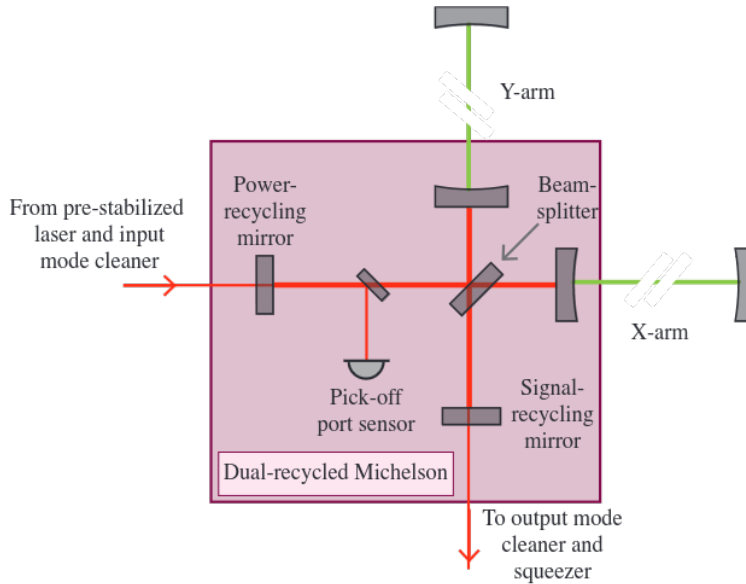 Y-arm
Power-
recycling
mirror
Beam-
splitter
From pre-stabilized
laser and input
mode cleaner
X-arm
Pick-off
port sensor
Signal-
recycling
mirror
Dual-recycled Michelson
To output mode
cleaner and
squeezer